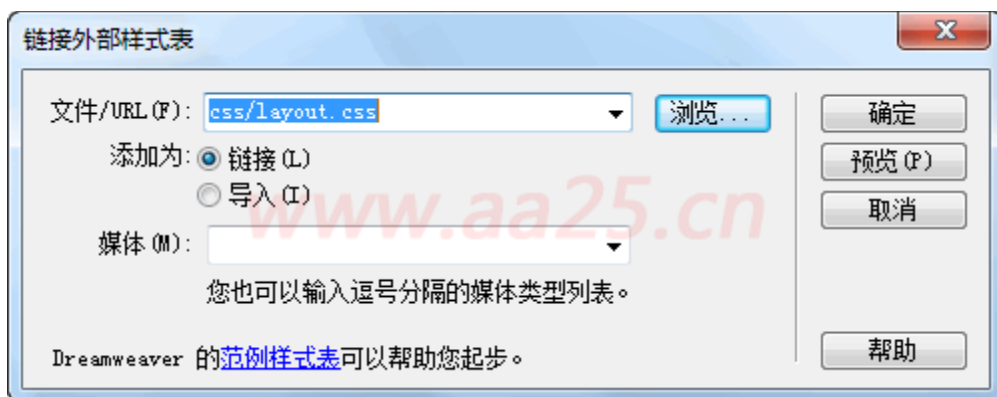 链接外部样式表
文件/URL(F): css/layout.css 浏览... 确定
添加为: 链接(L) 预览(P)
导入(I) 取消
www.aa25.cn
媒体(M):
您也可以输入逗号分隔的媒体类型列表。
Dreamweaver 的范例样式表可以帮助您起步。 帮助